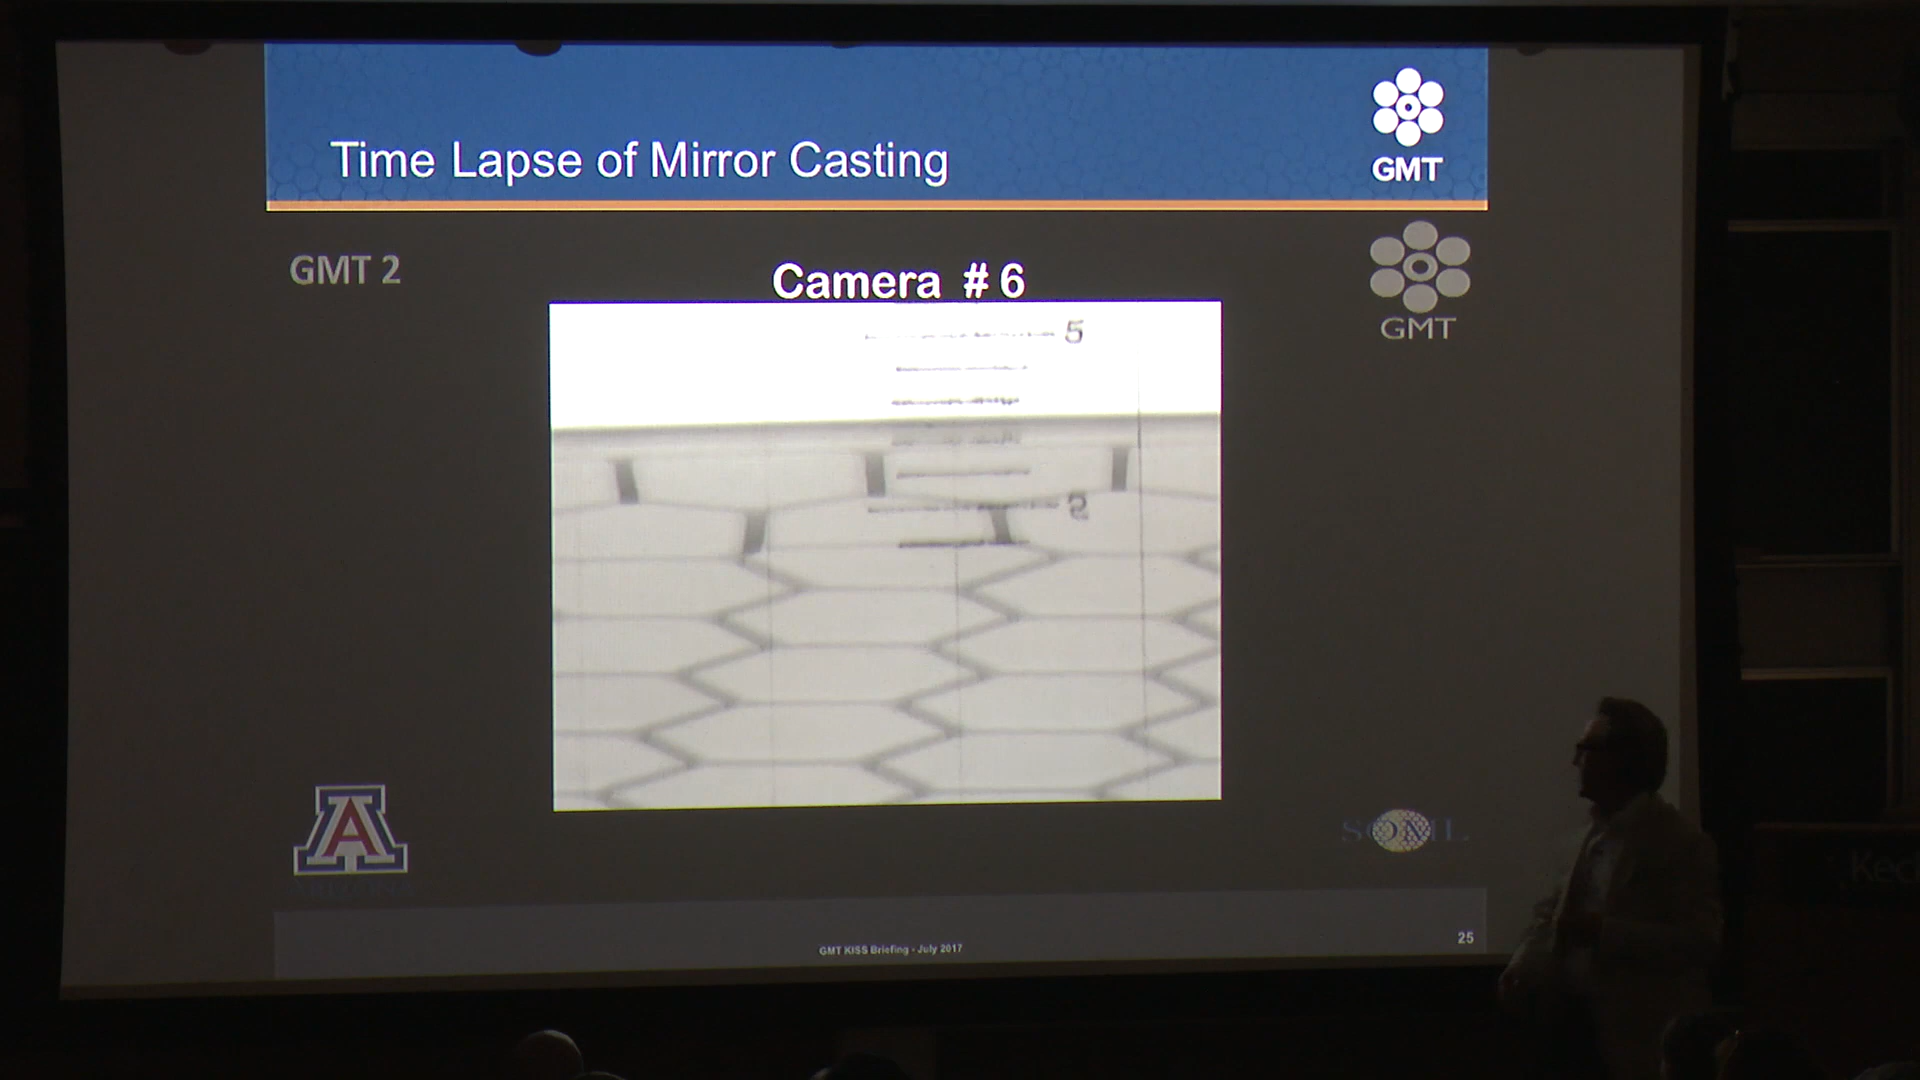 Time Lapse of Mirror Casting
GMT
GMT 2
Camera # 6
GMT
5
2
A
SOML
GMT KISS Briefing - July 2017
25